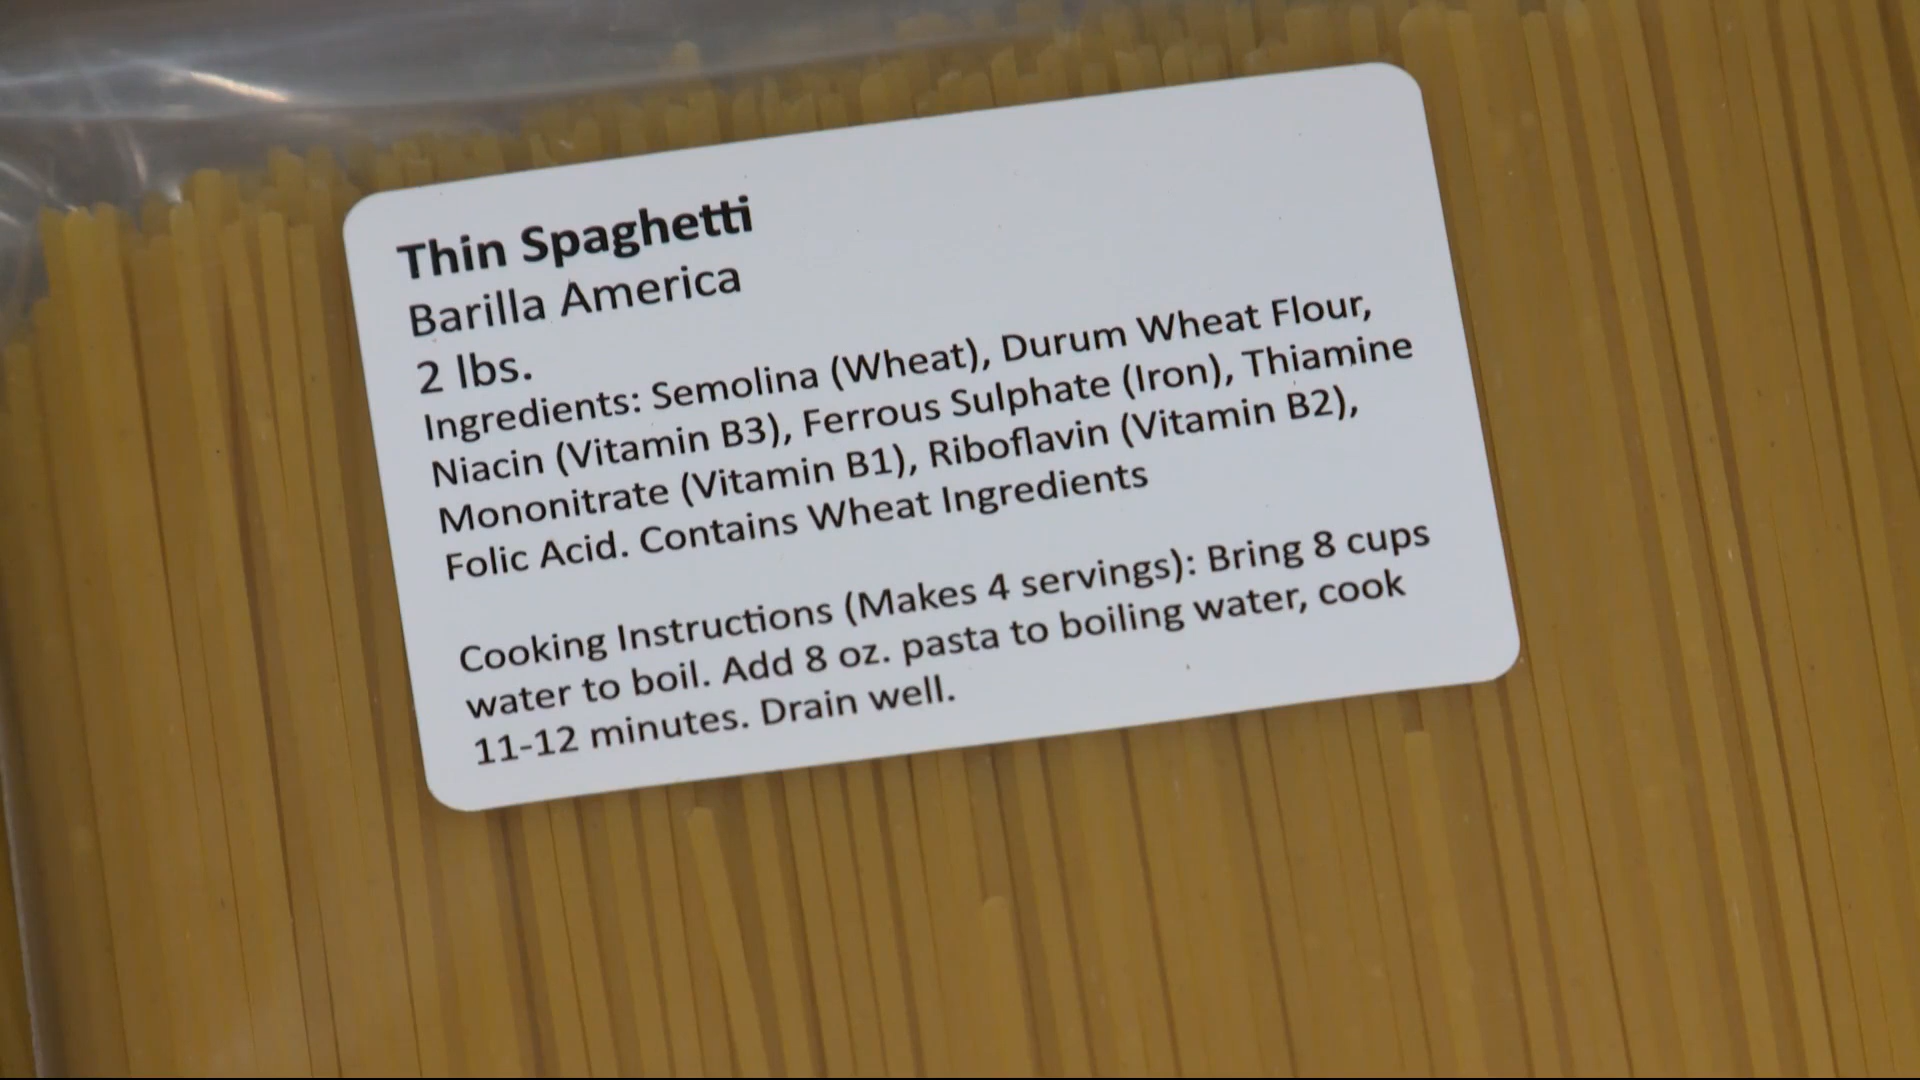 Thin Spaghetti
Barilla America
2 lbs.
Ingredients: Semolina (Wheat), Durum Wheat Flour,
Niacin (Vitamin B3), Ferrous Sulphate (Iron), Thiamine
Mononitrate (Vitamin B1), Riboflavin (Vitamin B2),
Folic Acid. Contains Wheat Ingredients
Cooking Instructions (Makes 4 servings): Bring 8 cups
water to boil. Add 8 oz. pasta to boiling water, cook
11-12 minutes. Drain well.